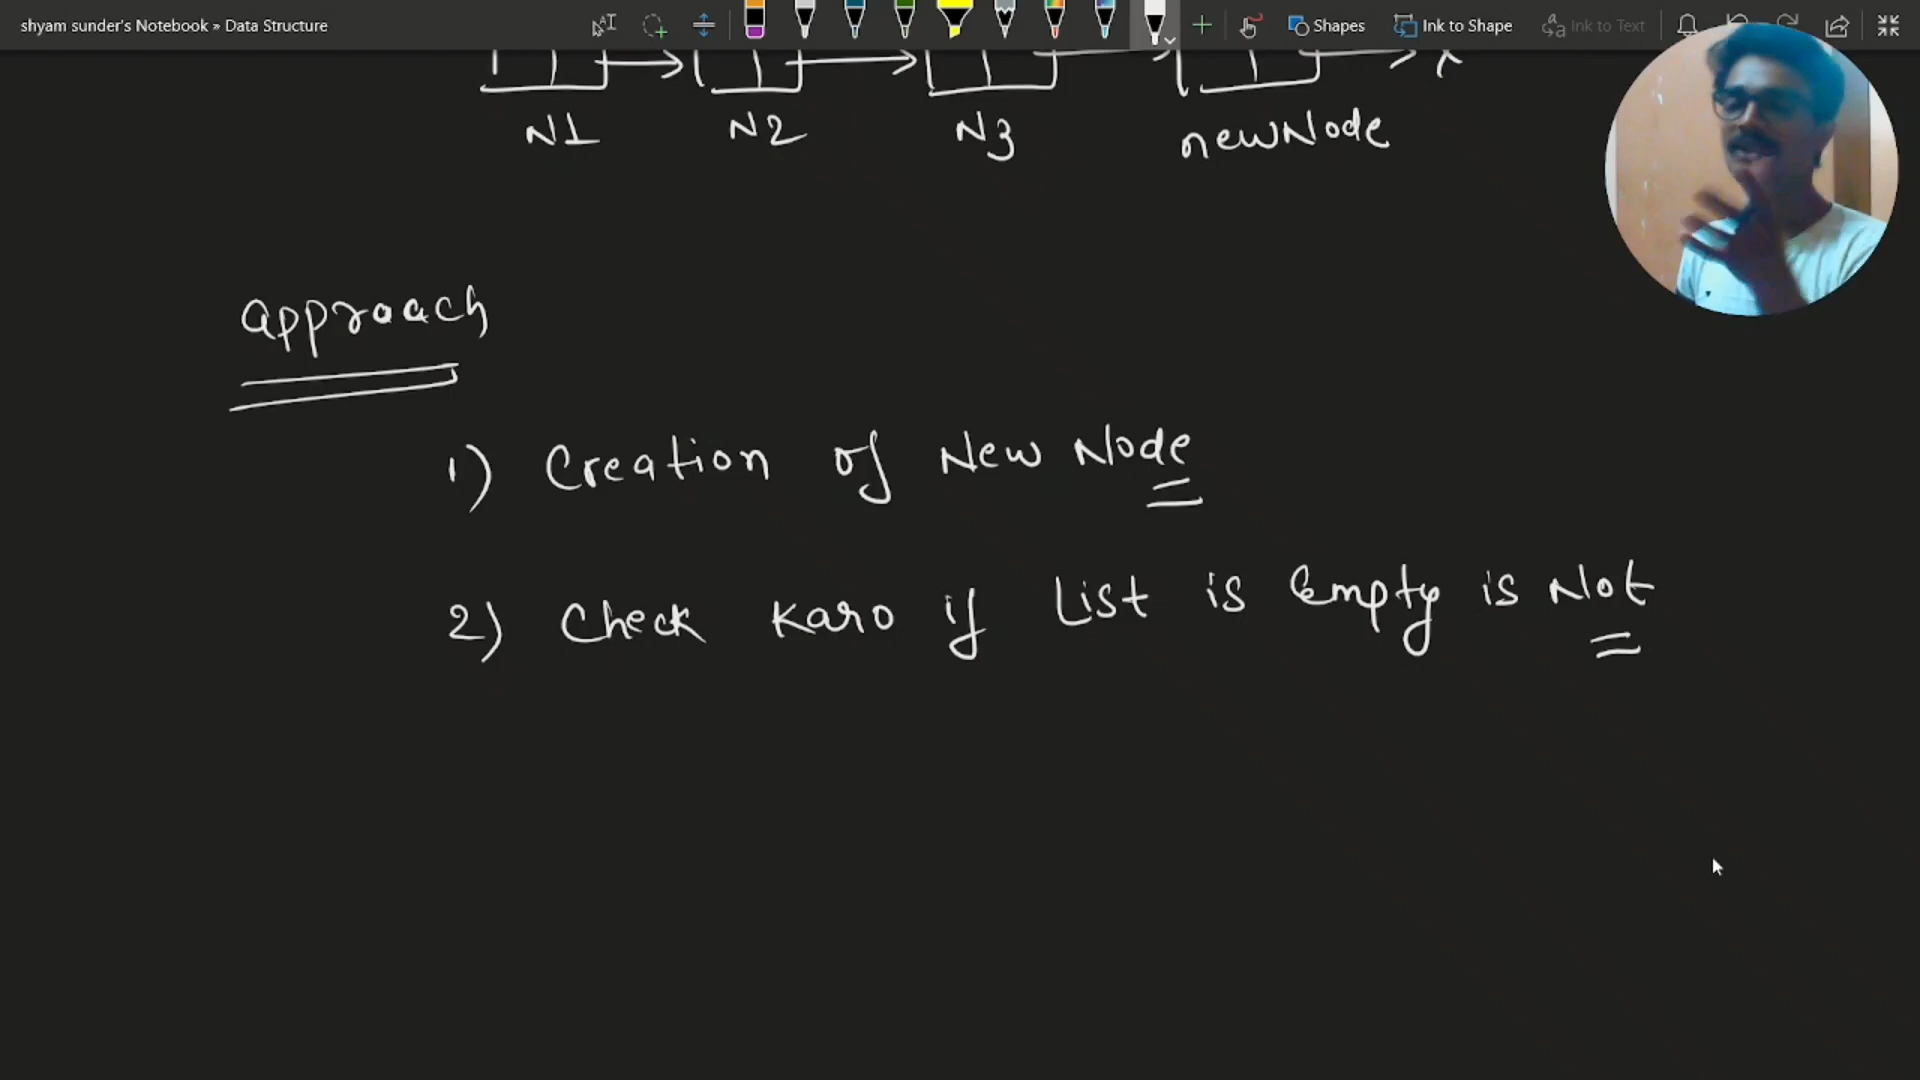 shyam sunder's Notebook » Data Structure
Shapes
Ink to Shape
Ink to Text
N1 N2 N3 newNode
approach
1) Creation of New Node
2) Check Karo if List is Empty is Not